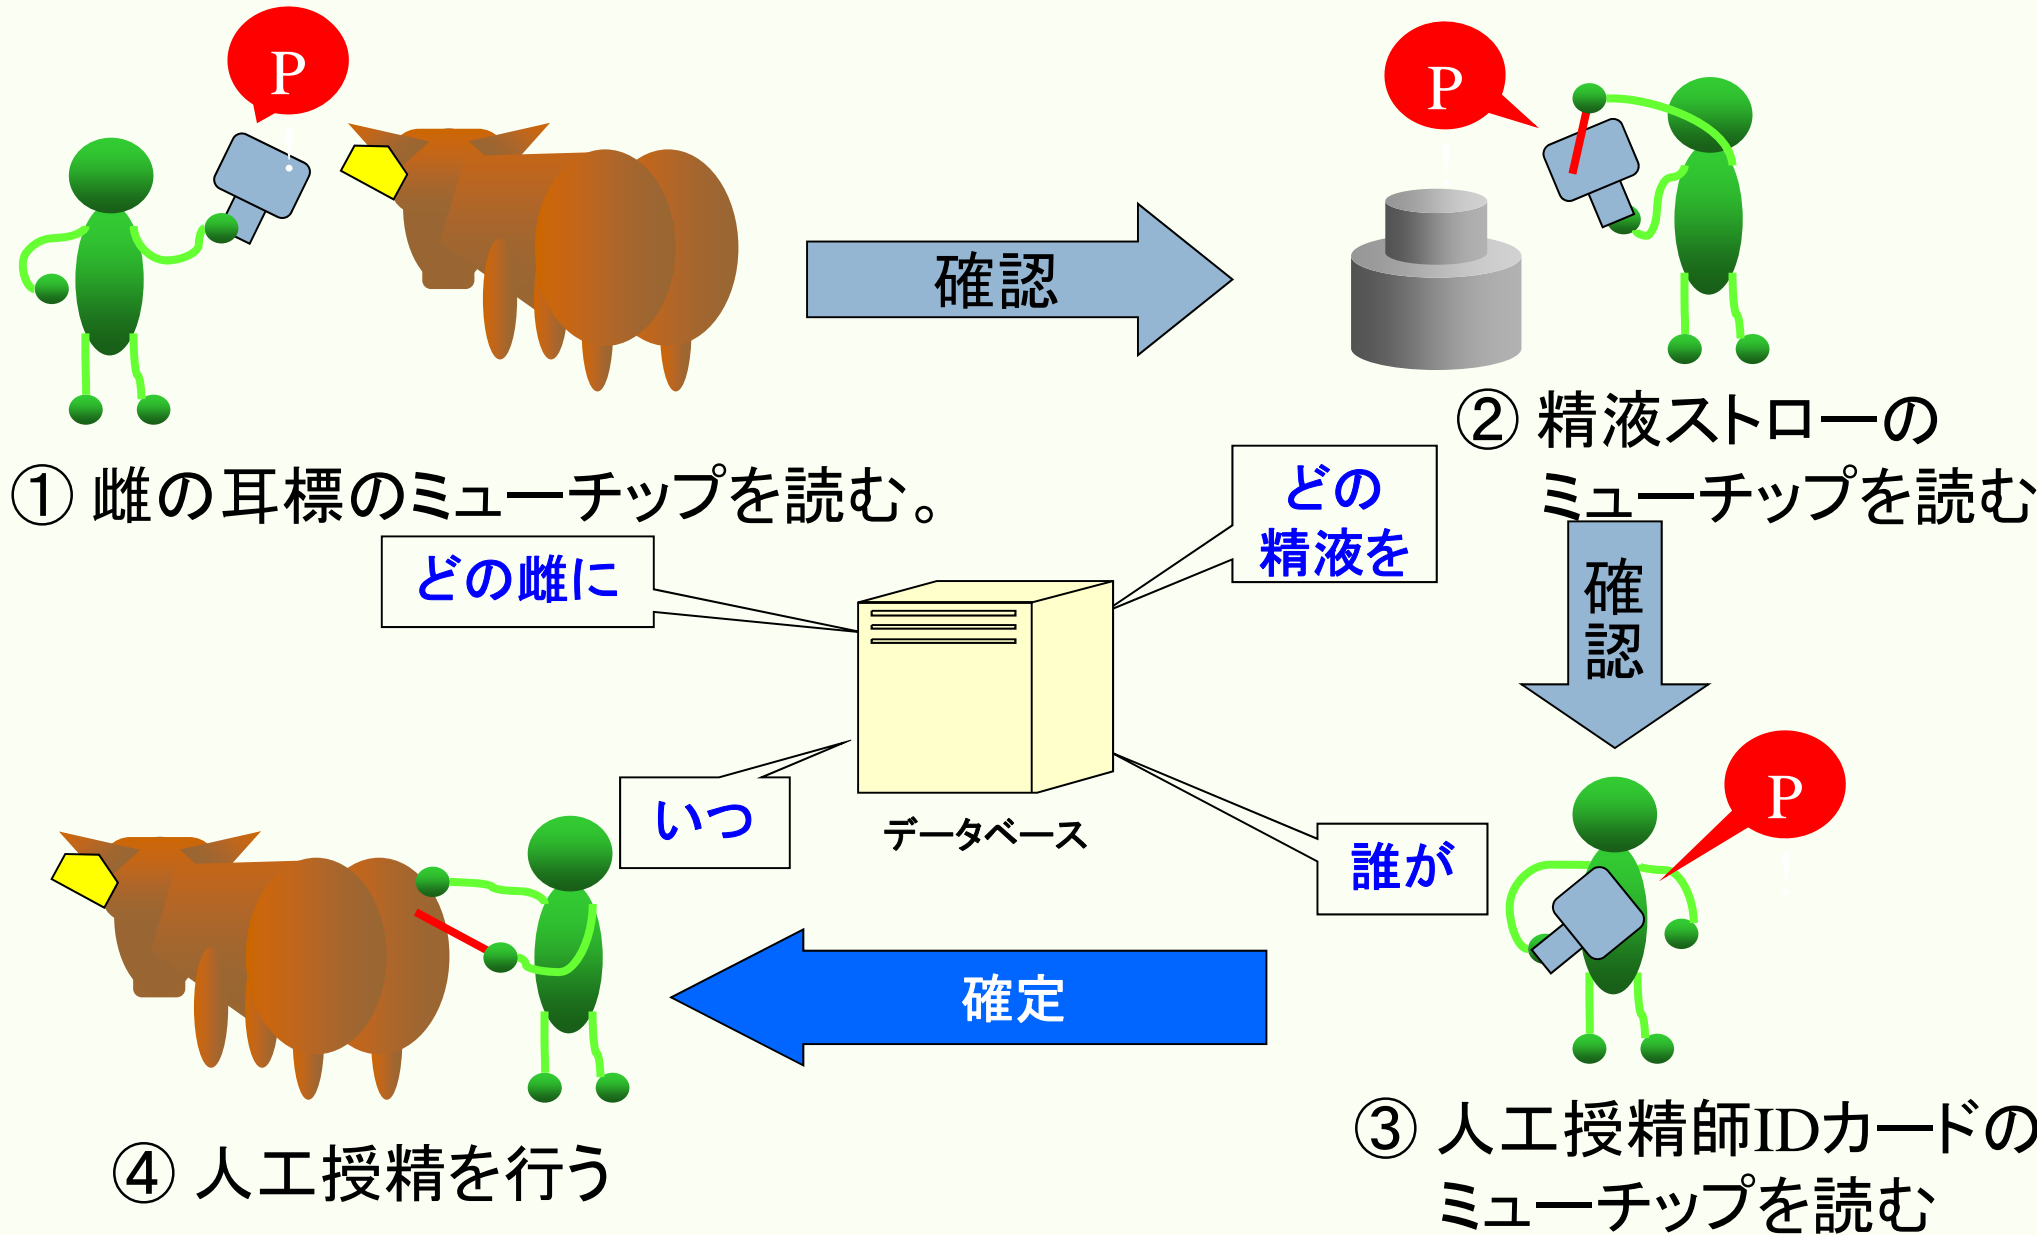 P
P
確認
② 精液ストローの
ミューチップを読む
① 雌の耳標のミューチップを読む。
どの
精液を
どの雌に
確
認
P
いつ
データベース
誰が
確定
③ 人工授精師IDカードの
ミューチップを読む
④ 人工授精を行う